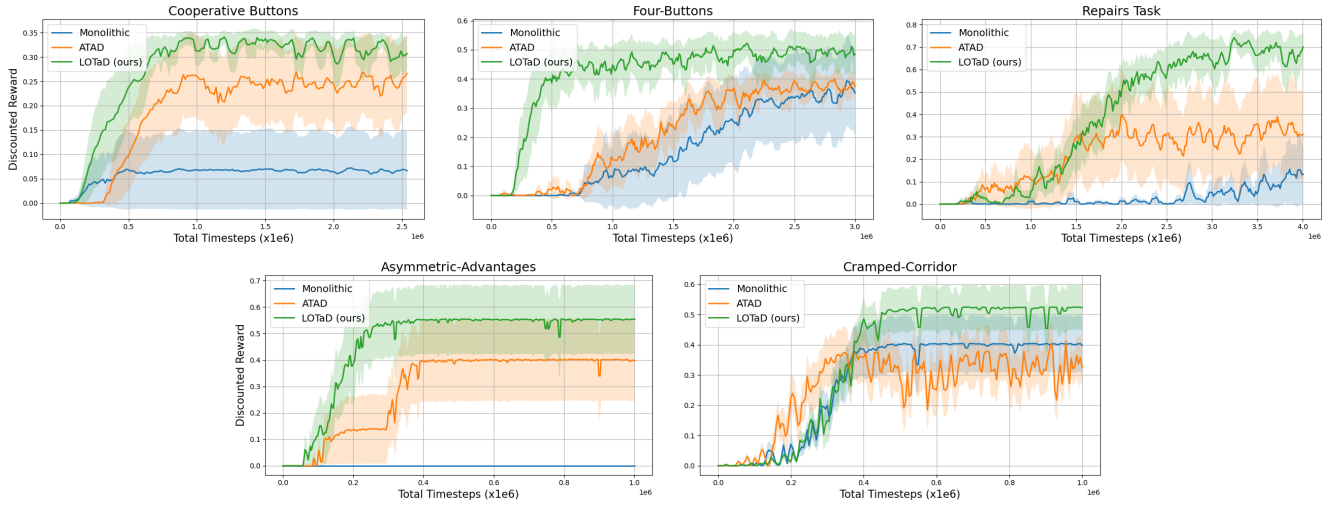 Cooperative Buttons
Monolithic
ATAD
LOTaD (ours)
Discounted Reward
0.35
0.30
0.25
0.20
0.15
0.10
0.05
0.00
0.0 0.5 1.0 1.5 2.0 2.5
Total Timesteps (x1e6)
1e6
Four-Buttons
Monolithic
ATAD
LOTaD (ours)
0.6
0.5
0.4
0.3
0.2
0.1
0.0
0.0 0.5 1.0 1.5 2.0 2.5 3.0
Total Timesteps (x1e6)
1e6
Repairs Task
Monolithic
ATAD
LOTaD (ours)
0.8
0.7
0.6
0.5
0.4
0.3
0.2
0.1
0.0
0.0 0.5 1.0 1.5 2.0 2.5 3.0 3.5 4.0
Total Timesteps (x1e6)
1e6
Asymmetric-Advantages
Monolithic
ATAD
LOTaD (ours)
Discounted Reward
0.7
0.6
0.5
0.4
0.3
0.2
0.1
0.0
0.0 0.2 0.4 0.6 0.8 1.0
Total Timesteps (x1e6)
1e6
Cramped-Corridor
Monolithic
ATAD
LOTaD (ours)
0.6
0.5
0.4
0.3
0.2
0.1
0.0
0.0 0.2 0.4 0.6 0.8 1.0
Total Timesteps (x1e6)
1e6